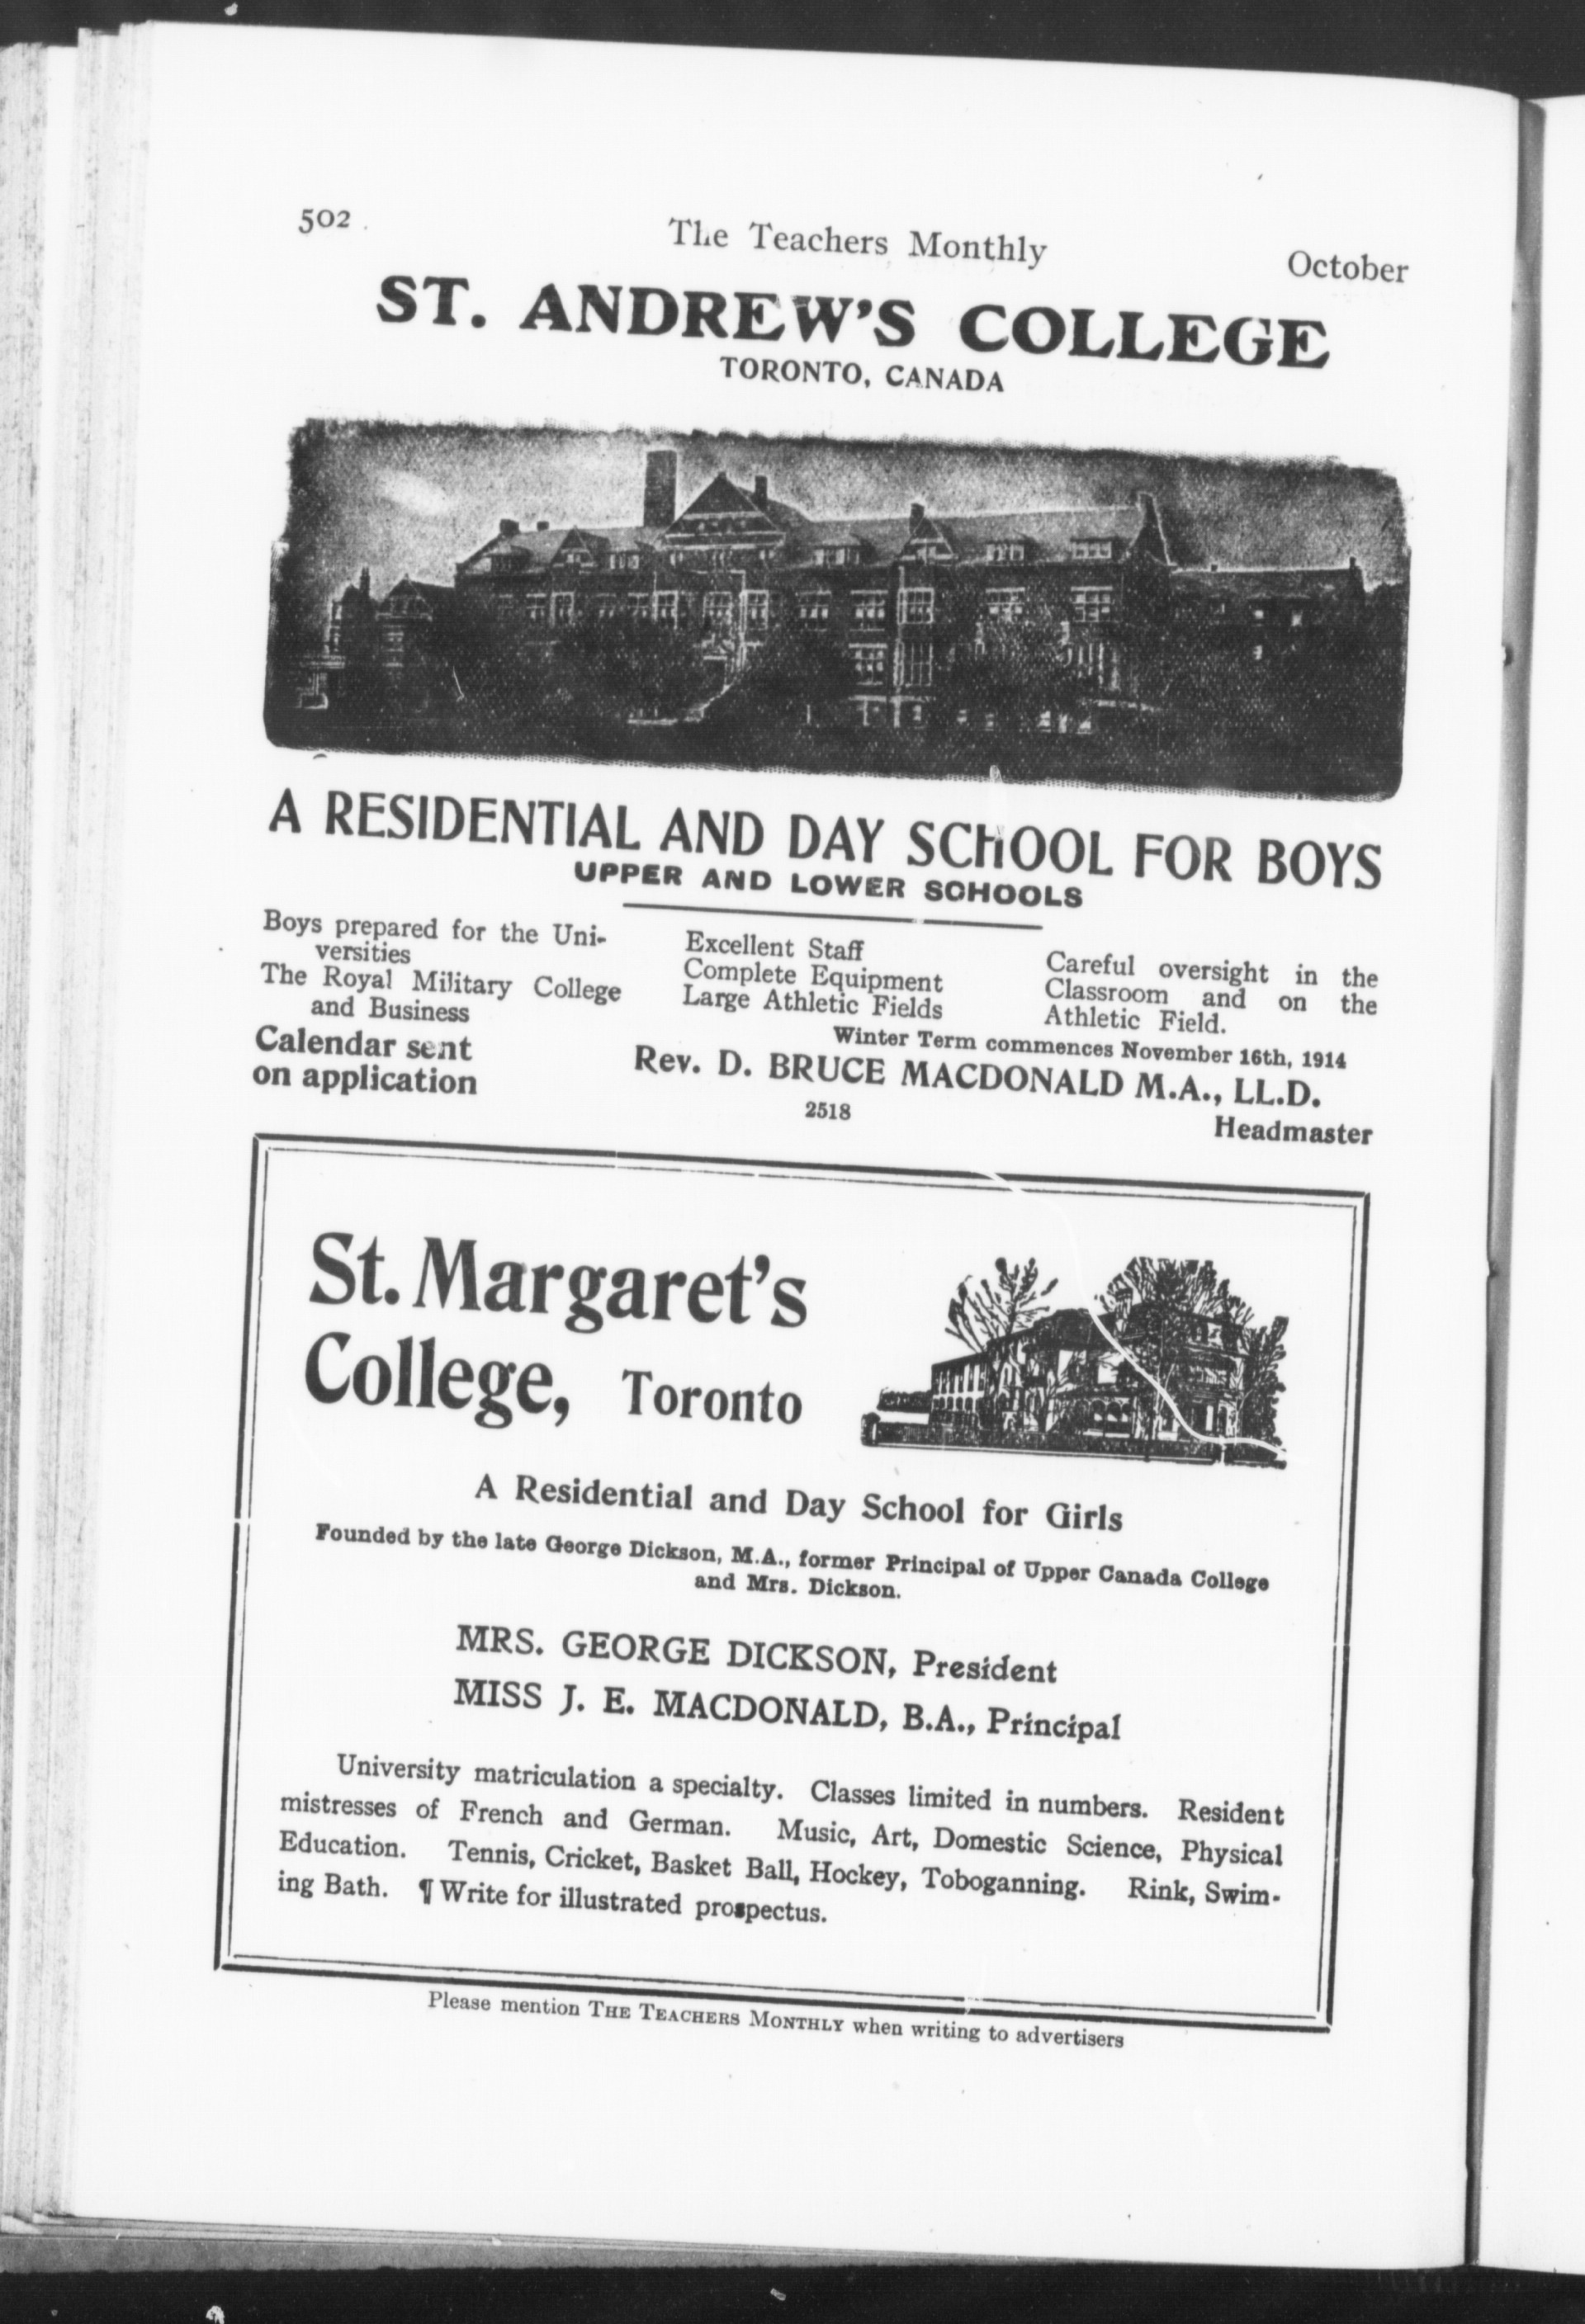 502
The Teachers Monthly
October
ST. ANDREW'S COLLEGE
TORONTO, CANADA
A RESIDENTIAL AND DAY SCHOOL FOR BOYS
UPPER AND LOWER SCHOOLS
Boys prepared for the Uni-
versities
The Royal Military College
and Business
Excellent Staff
Complete Equipment
Large Athletic Fields
Careful oversight in the
Classroom and on the
Athletic Field.
Winter Term commences November 16th, 1914
Calendar sent
on application
Rev. D. BRUCE MACDONALD M.A., LL.D.
2518
Headmaster
St. Margaret's
College, Toronto
A Residential and Day School for Girls
Founded by the late George Dickson, M.A., former Principal of Upper Canada College
and Mrs. Dickson.
MRS. GEORGE DICKSON, President
MISS J. E. MACDONALD, B.A., Principal
University matriculation a specialty. Classes limited in numbers. Resident
mistresses of French and German. Music, Art, Domestic Science, Physical
Education. Tennis, Cricket, Basket Ball, Hockey, Toboganning. Rink, Swim-
ing Bath. ¶ Write for illustrated prospectus.
Please mention THE TEACHERS MONTHLY when writing to advertisers